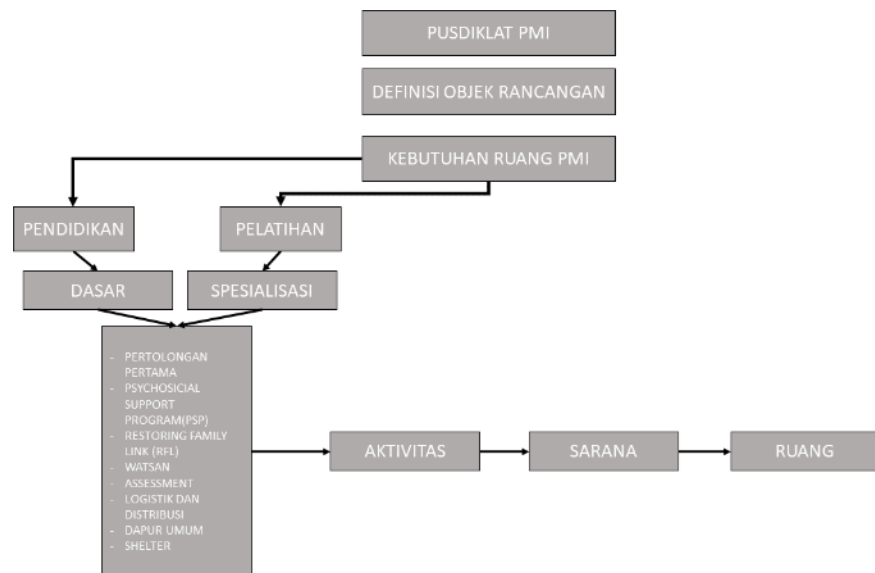 PUSDIKLAT PMI
DEFINISI OBJEK RANCANGAN
KEBUTUHAN RUANG PMI
PENDIDIKAN
PELATIHAN
DASAR
SPESIALISASI
- PERTOLONGAN
PERTAMA
- PSYCHOSICIAL
SUPPORT
PROGRAM(PSP)
- RESTORING FAMILY
LINK (RFL)
- WATSAN
- ASSESSMENT
- LOGISTIK DAN
DISTRIBUSI
- DAPUR UMUM
- SHELTER
AKTIVITAS
SARANA
RUANG